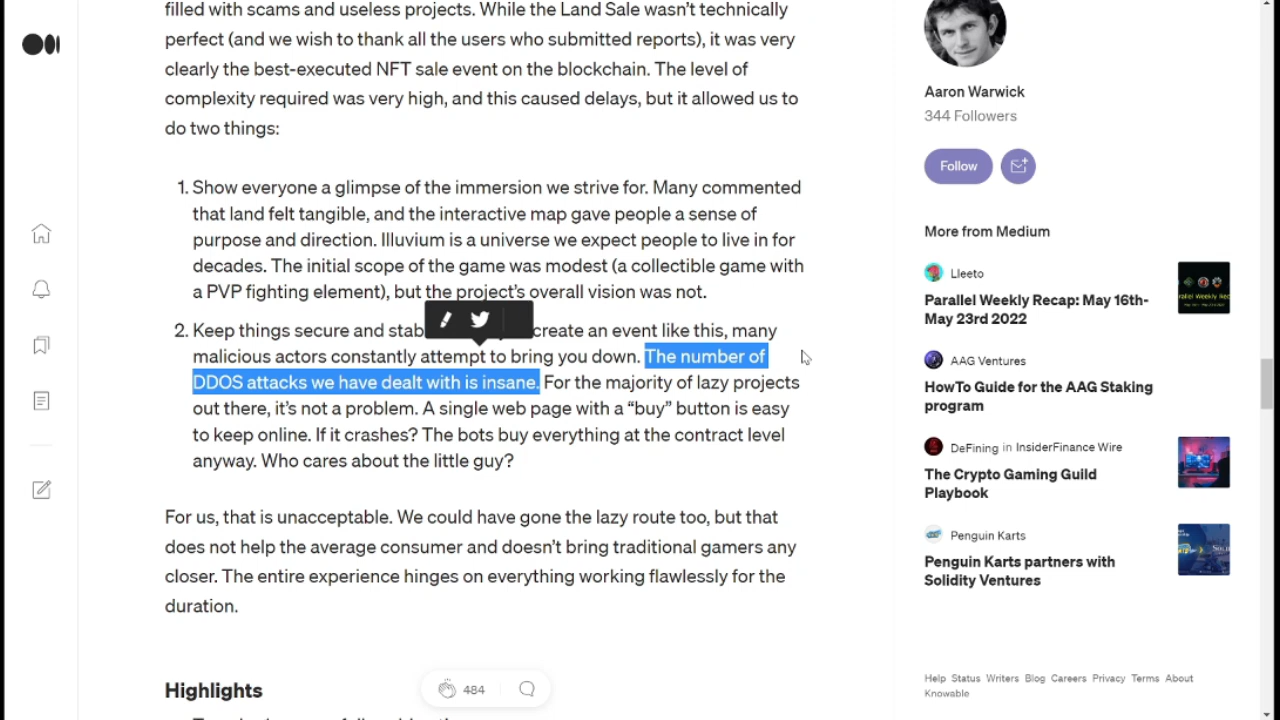 filled with scams and useless projects. While the Land Sale wasn’t technically
perfect (and we wish to thank all the users who submitted reports), it was very
clearly the best-executed NFT sale event on the blockchain. The level of
complexity required was very high, and this caused delays, but it allowed us to
do two things:
1. Show everyone a glimpse of the immersion we strive for. Many commented
that land felt tangible, and the interactive map gave people a sense of
purpose and direction. Illuvium is a universe we expect people to live in for
decades. The initial scope of the game was modest (a collectible game with
a PVP fighting element), but the project’s overall vision was not.
2. Keep things secure and create an event like this, many
malicious actors constantly attempt to bring you down. The number of
DDOS attacks we have dealt with is insane. For the majority of lazy projects
out there, it’s not a problem. A single web page with a “buy” button is easy
to keep online. If it crashes? The bots buy everything at the contract level
anyway. Who cares about the little guy?
For us, that is unacceptable. We could have gone the lazy route too, but that
does not help the average consumer and doesn’t bring traditional gamers any
closer. The entire experience hinges on everything working flawlessly for the
duration.
Highlights
484
Aaron Warwick
344 Followers
Follow
More from Medium
Lleeto
Parallel Weekly Recap: May 16th-
May 23rd 2022
AAG Ventures
HowTo Guide for the AAG Staking
program
DeFining in InsiderFinance Wire
The Crypto Gaming Guild
Playbook
Penguin Karts
Penguin Karts partners with
Solidity Ventures
Help Status Writers Blog Careers Privacy Terms About
Knowable